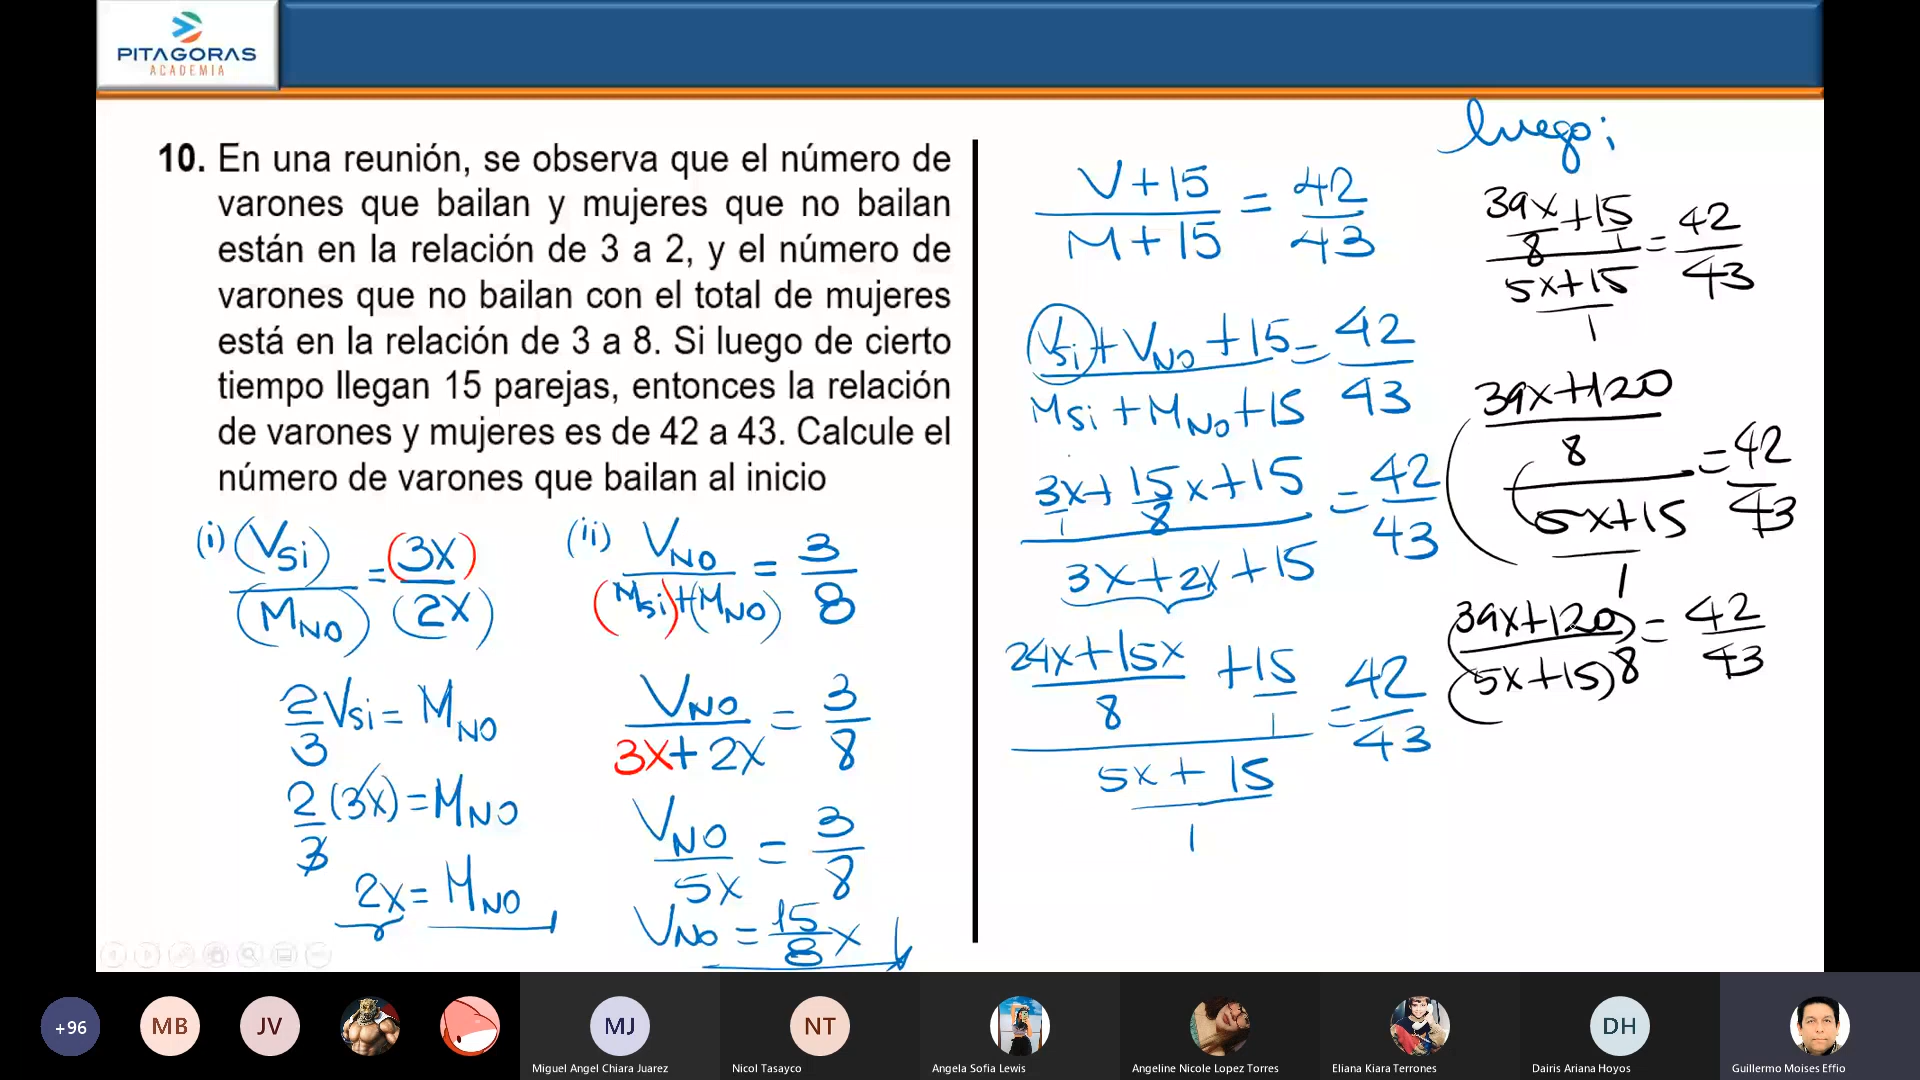 PITAGORAS
ACADEMIA
10. En una reunión, se observa que el número de
varones que bailan y mujeres que no bailan
están en la relación de 3 a 2, y el número de
varones que no bailan con el total de mujeres
está en la relación de 3 a 8. Si luego de cierto
tiempo llegan 15 parejas, entonces la relación
de varones y mujeres es de 42 a 43. Calcule el
número de varones que bailan al inicio
(i) (Vsi)/(MNO) = (3x)/(2x)
2/3 Vsi = MNO
2/3 (3x) = MNO
2x = MNO
(ii) VNO/((Msi)+(MNO)) = 3/8
VNO/(3x+2x) = 3/8
VNO/5x = 3/8
VNO = 15/8 x
(V+15)/(M+15) = 42/43
(Vsi+VNO+15)/(Msi+MNO+15) = 42/43
(3x/1+15/8 x+15)/(3x+2x+15) = 42/43
((24x+15x)/8 + 15/1)/((5x+15)/1) = 42/43
luego;
(39x/8+15/1)/((5x+15)/1) = 42/43
((39x+120)/8)/((5x+15)/1) = 42/43
(39x+120)/((5x+15)8) = 42/43
+96
MB
JV
MJ
Miguel Angel Chiara Juarez
NT
Nicol Tasayco
Angela Sofia Lewis
Angeline Nicole Lopez Torres
Eliana Kiara Terrones
DH
Dairis Ariana Hoyos
Guillermo Moises Effio